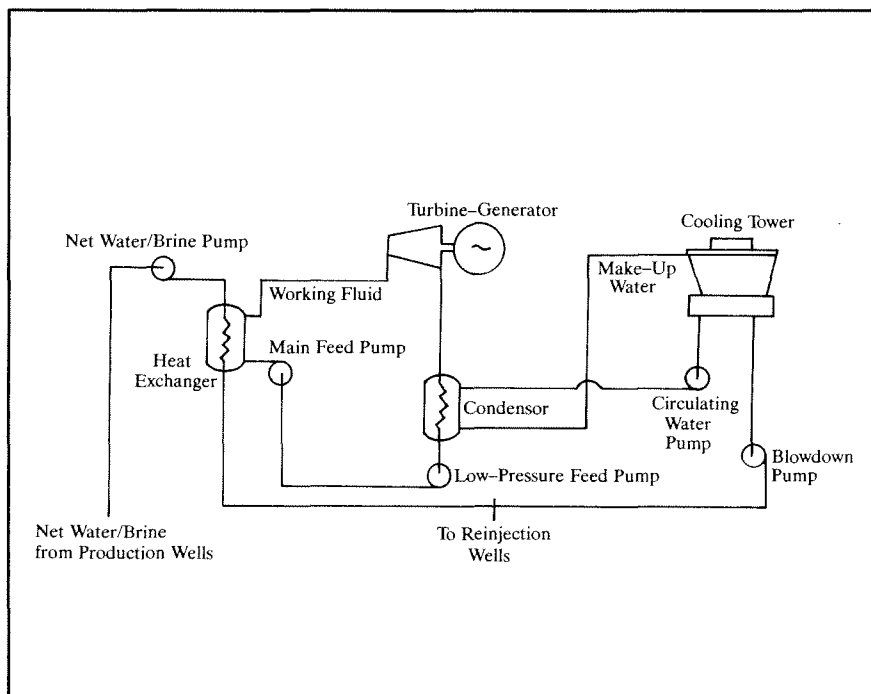 Turbine–Generator
Cooling Tower
Net Water/Brine Pump
Make–Up
Water
Working Fluid
Main Feed Pump
Heat
Exchanger
Condensor
Circulating
Water
Pump
Blowdown
Pump
Low–Pressure Feed Pump
Net Water/Brine
from Production Wells
To Reinjection
Wells
~